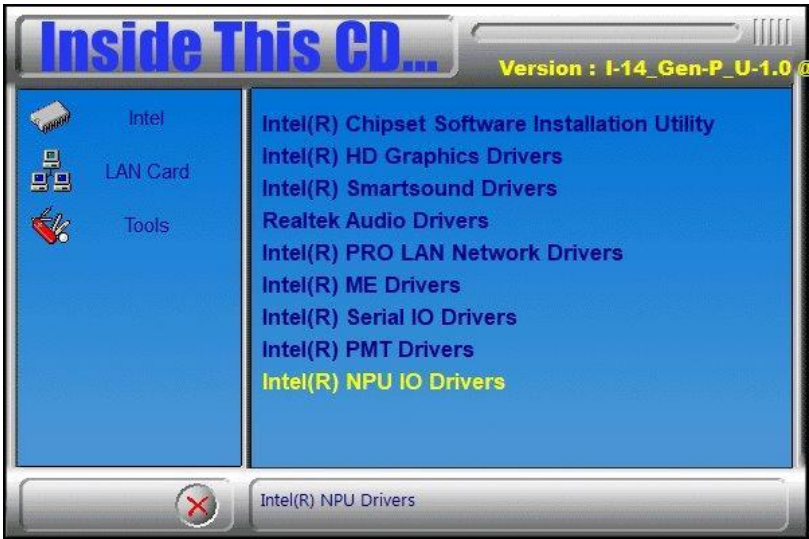 Inside This CD...
Version : I-14_Gen-P_U-1.0
Intel
LAN Card
Tools
Intel(R) Chipset Software Installation Utility
Intel(R) HD Graphics Drivers
Intel(R) Smartsound Drivers
Realtek Audio Drivers
Intel(R) PRO LAN Network Drivers
Intel(R) ME Drivers
Intel(R) Serial IO Drivers
Intel(R) PMT Drivers
Intel(R) NPU IO Drivers
Intel(R) NPU Drivers